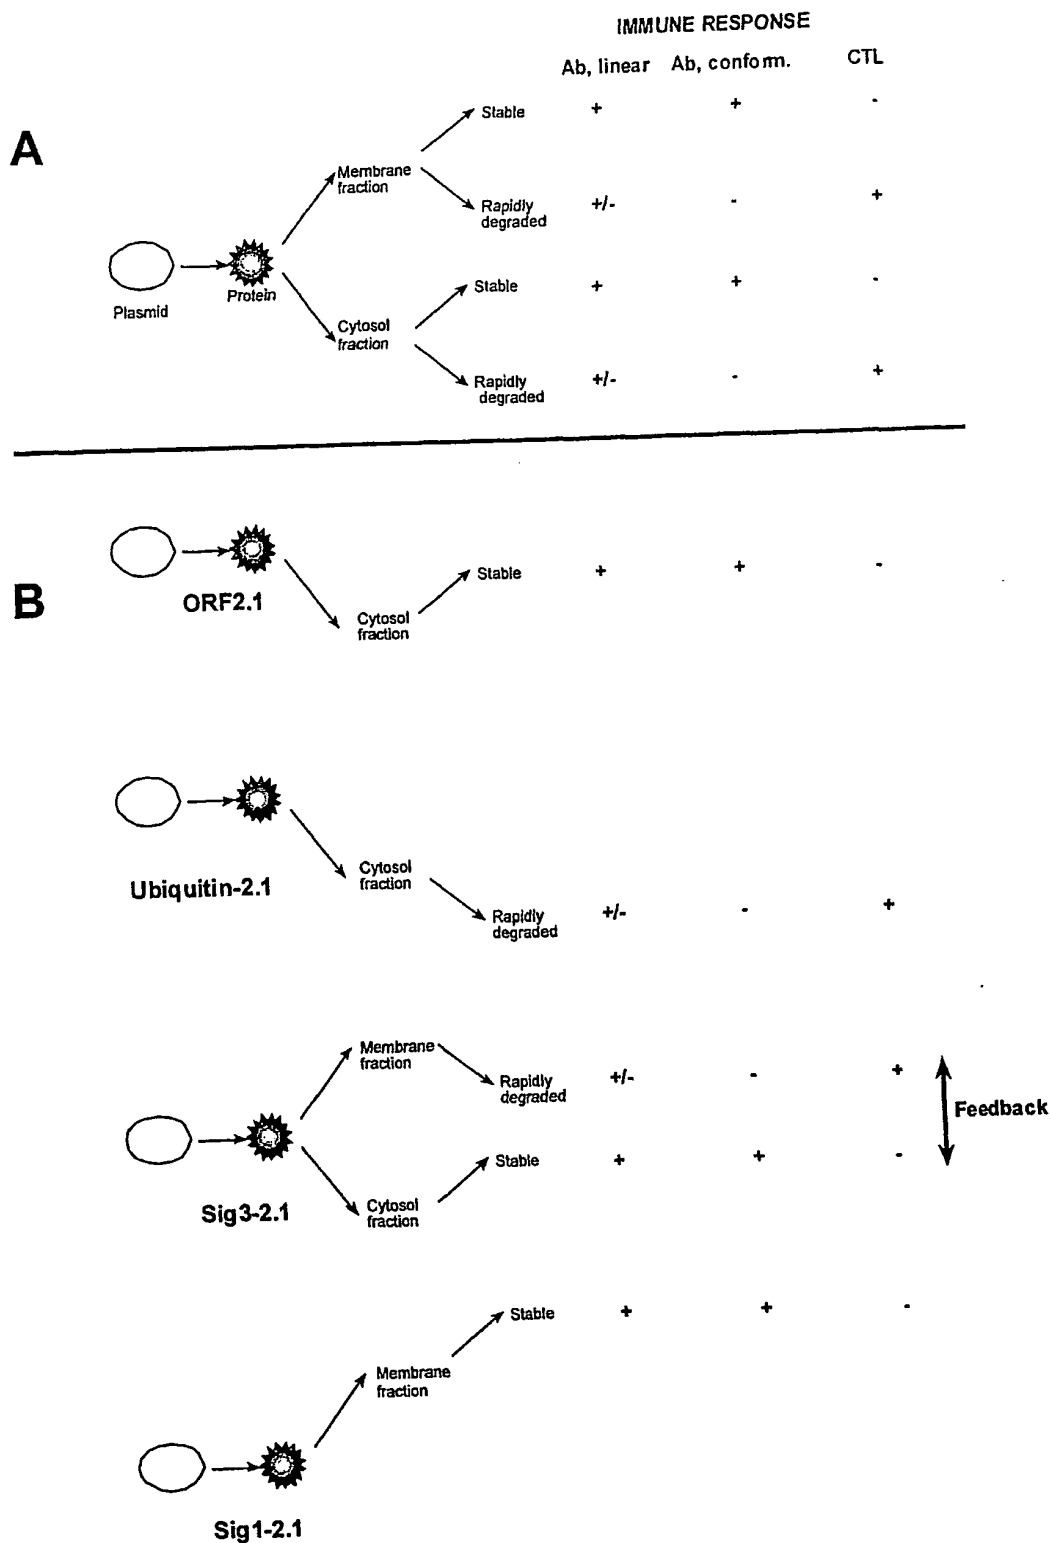 IMMUNE RESPONSE
Ab, linear Ab, conform. CTL
A
Stable + + -
Membrane
fraction
Rapidly
degraded +/- - +
Plasmid
Protein
Stable + + -
Cytosol
fraction
Rapidly
degraded +/- - +
B
ORF2.1
Stable + + -
Cytosol
fraction
Ubiquitin-2.1
Cytosol
fraction
Rapidly
degraded +/- - +
Membrane
fraction
Rapidly
degraded +/- - +
Feedback
Stable + + -
Sig3-2.1
Cytosol
fraction
Stable + + -
Membrane
fraction
Sig1-2.1